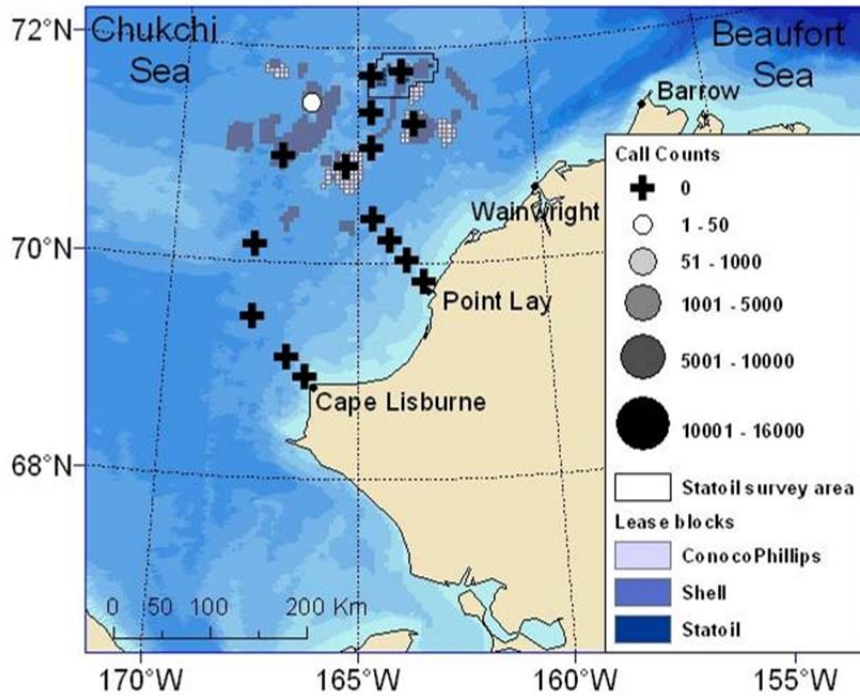 72°N
Chukchi
Sea
Beaufort
Sea
Barrow
Wainwright
70°N
Point Lay
Cape Lisburne
68°N
0 50 100 200 Km
170°W
165°W
160°W
155°W
Call Counts
0
1 - 50
51 - 1000
1001 - 5000
5001 - 10000
10001 - 16000
Statoil survey area
Lease blocks
ConocoPhillips
Shell
Statoil